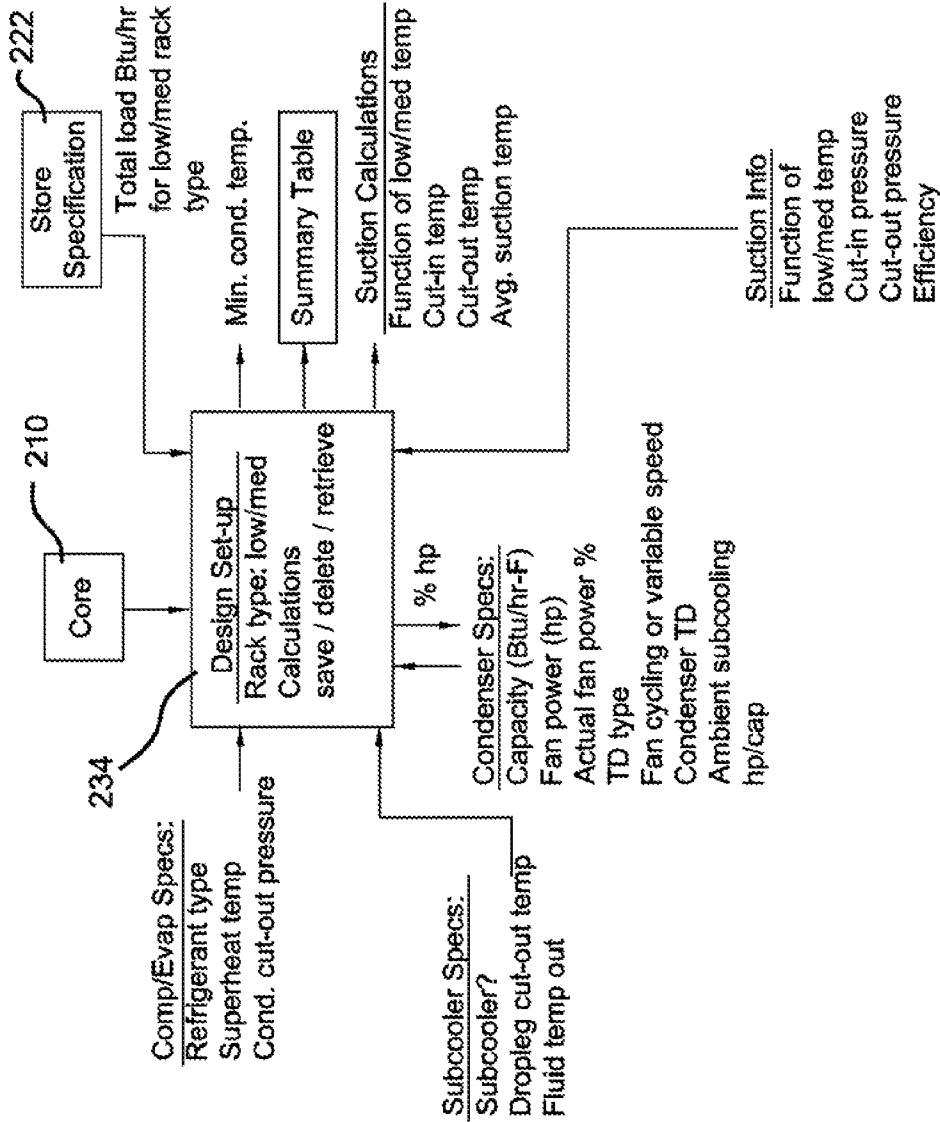 222
Store
Specification
Total load Btu/hr
for low/med rack
type
210
Core
234
Design Set-up
Rack type: low/med
Calculations
save / delete / retrieve
Min. cond. temp.
Summary Table
Suction Calculations
Function of low/med temp
Cut-in temp
Cut-out temp
Avg. suction temp
Comp/Evap Specs:
Refrigerant type
Superheat temp
Cond. cut-out pressure
% hp
Condenser Specs:
Capacity (Btu/hr-F)
Fan power (hp)
Actual fan power %
TD type
Fan cycling or variable speed
Condenser TD
Ambient subcooling
hp/cap
Subcooler Specs:
Subcooler?
Dropleg cut-out temp
Fluid temp out
Suction Info
Function of
low/med temp
Cut-in pressure
Cut-out pressure
Efficiency